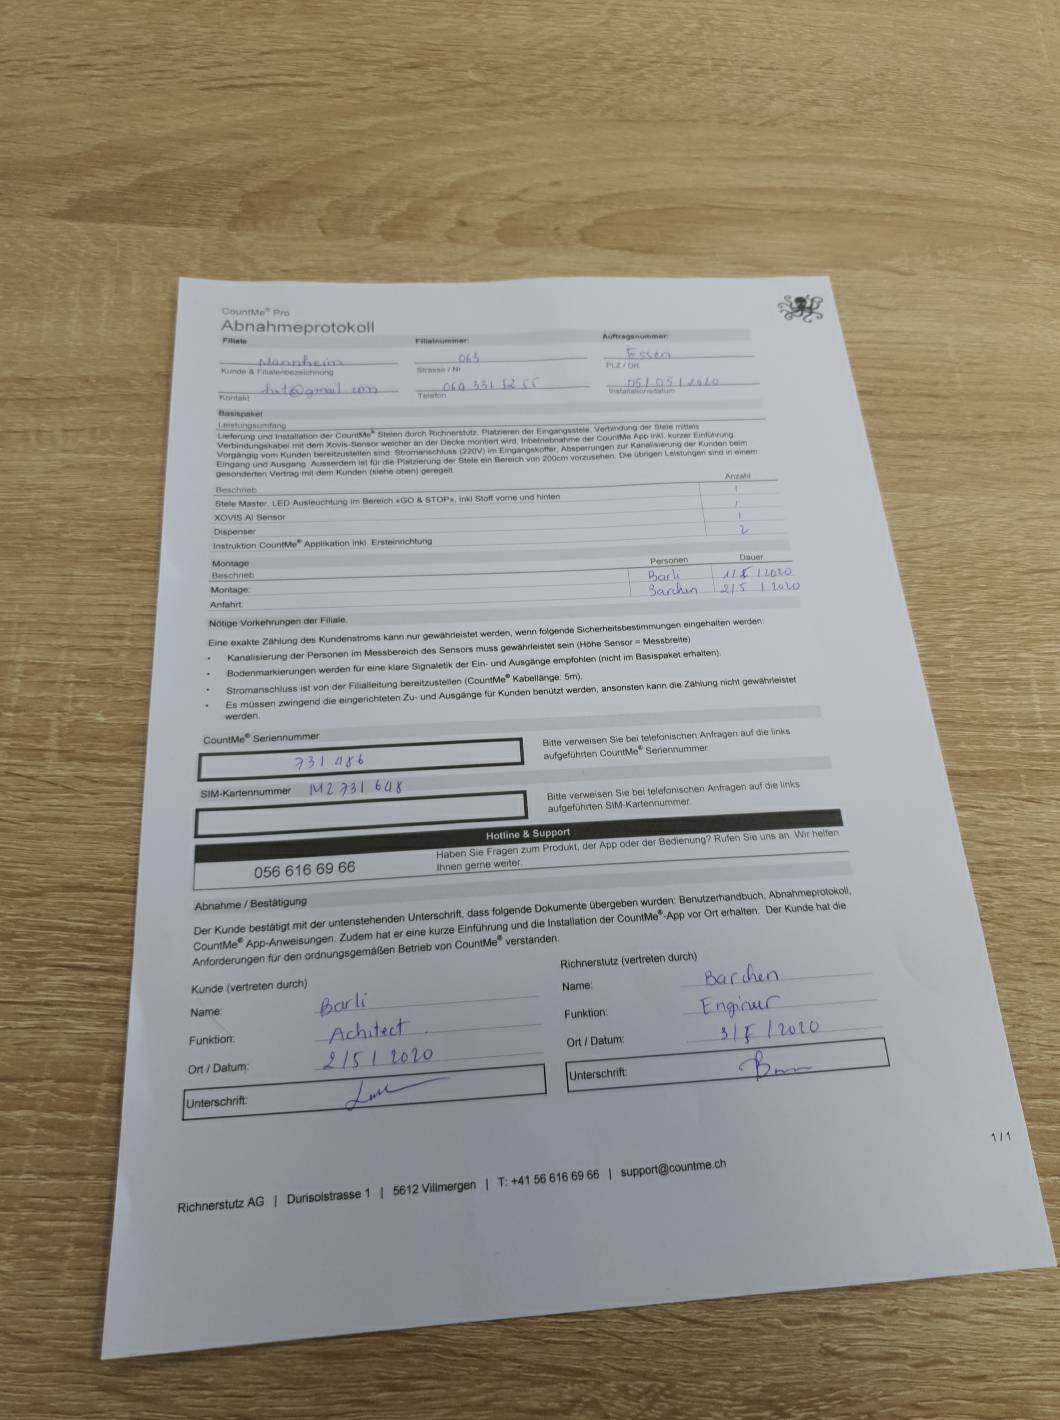 CountMe® Pro
Abnahmeprotokoll
Filiale Filialnummer: Auftragsnummer:
Mannheim 063 Essen
Kunde & Filialenbezeichnung Strasse / Nr PLZ / Ort
@gmail.com 05/05/2020
Kontakt Telefon Installationsdatum
Basispaket
Leistungsumfang
Lieferung und Installation der CountMe® Stelen durch Richnerstutz. Platzieren der Eingangsstele, Verbindung der Stele mittels
Verbindungskabel mit dem Xovis-Sensor welcher an der Decke montiert wird. Inbetriebnahme der CountMe App inkl. kurzer Einführung.
Vorgängig vom Kunden bereitzustellen sind: Stromanschluss (220V) im Eingangskoffer, Absperrungen zur Kanalisierung der Kunden beim
Eingang und Ausgang. Ausserdem ist für die Platzierung der Stele ein Bereich von 200cm vorzusehen. Die übrigen Leistungen sind in einem
gesonderten Vertrag mit dem Kunden (siehe oben) geregelt.
Beschrieb Anzahl
Stele Master, LED Ausleuchtung im Bereich «GO & STOP», inkl Stoff vorne und hinten 1
XOVIS AI Sensor 1
Dispenser 1
Instruktion CountMe® Applikation inkl. Ersteinrichtung 2
Montage
Beschrieb Personen Dauer
Montage: Barli 1/5/2020
Anfahrt: Barchen 2/5/2020
Nötige Vorkehrungen der Filiale
Eine exakte Zählung des Kundenstroms kann nur gewährleistet werden, wenn folgende Sicherheitsbestimmungen eingehalten werden:
• Kanalisierung der Personen im Messbereich des Sensors muss gewährleistet sein (Höhe Sensor = Messbreite)
• Bodenmarkierungen werden für eine klare Signaletik der Ein- und Ausgänge empfohlen (nicht im Basispaket erhalten).
• Stromanschluss ist von der Filialleitung bereitzustellen (CountMe® Kabellänge: 5m).
• Es müssen zwingend die eingerichteten Zu- und Ausgänge für Kunden benützt werden, ansonsten kann die Zählung nicht gewährleistet
werden.
CountMe® Seriennummer
731 486
Bitte verweisen Sie bei telefonischen Anfragen auf die links
aufgeführten CountMe® Seriennummer.
SIM-Kartennummer MZ 731 648
Bitte verweisen Sie bei telefonischen Anfragen auf die links
aufgeführten SIM-Kartennummer.
Hotline & Support
056 616 69 66
Haben Sie Fragen zum Produkt, der App oder der Bedienung? Rufen Sie uns an. Wir helfen
Ihnen gerne weiter.
Abnahme / Bestätigung
Der Kunde bestätigt mit der untenstehenden Unterschrift, dass folgende Dokumente übergeben wurden: Benutzerhandbuch, Abnahmeprotokoll,
CountMe® App-Anweisungen. Zudem hat er eine kurze Einführung und die Installation der CountMe®-App vor Ort erhalten. Der Kunde hat die
Anforderungen für den ordnungsgemäßen Betrieb von CountMe® verstanden.
Kunde (vertreten durch) Richnerstutz (vertreten durch)
Name: Barli Name: Barchen
Funktion: Achitect Funktion: Enginer
Ort / Datum: 2/5/2020 Ort / Datum: 3/5/2020
Unterschrift: Unterschrift:
1 / 1
Richnerstutz AG | Durisolstrasse 1 | 5612 Villmergen | T: +41 56 616 69 66 | support@countme.ch